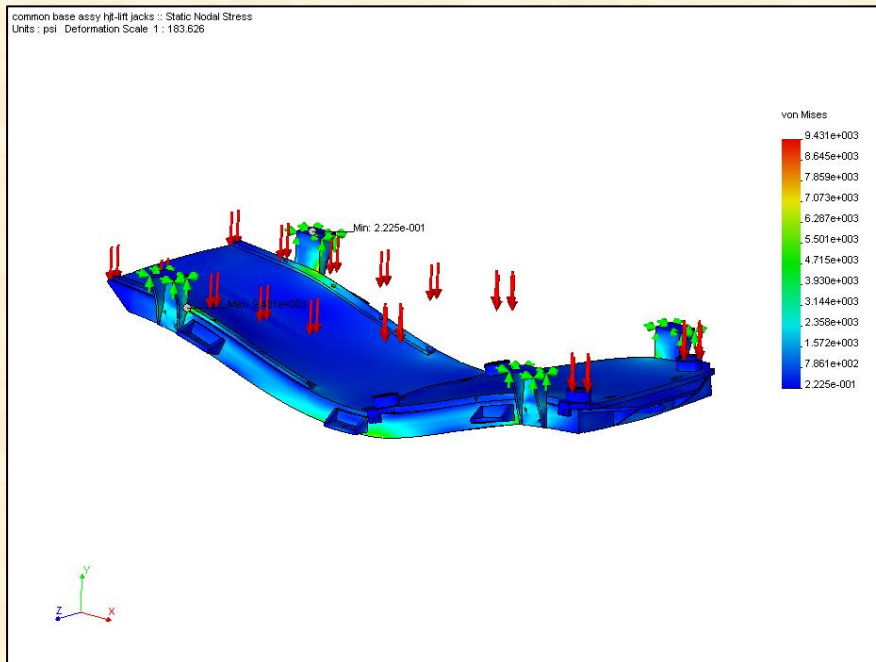 common base assy hjt-lift jacks :: Static Nodal Stress
Units : psi   Deformation Scale 1 : 183.626
von Mises
9.431e+003
8.645e+003
7.859e+003
7.073e+003
6.287e+003
5.501e+003
4.715e+003
3.930e+003
3.144e+003
2.358e+003
1.572e+003
7.861e+002
2.225e-001
Min: 2.225e-001
Max: 9.431e+003
Y
Z
X